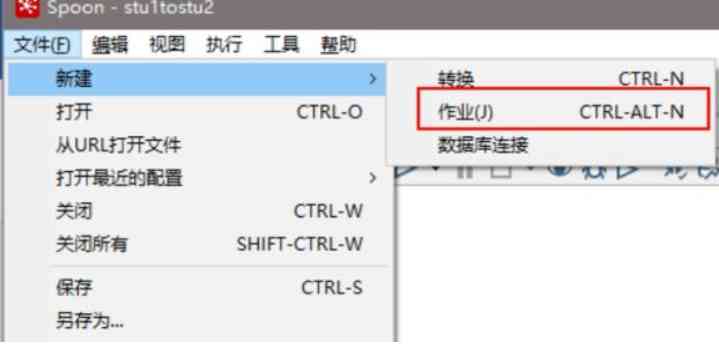 Spoon - stu1tostu2
文件(F) 编辑 视图 执行 工具 帮助
新建
打开 CTRL-O
从URL打开文件
打开最近的配置
关闭 CTRL-W
关闭所有 SHIFT-CTRL-W
保存 CTRL-S
另存为...
转换 CTRL-N
作业(J) CTRL-ALT-N
数据库连接